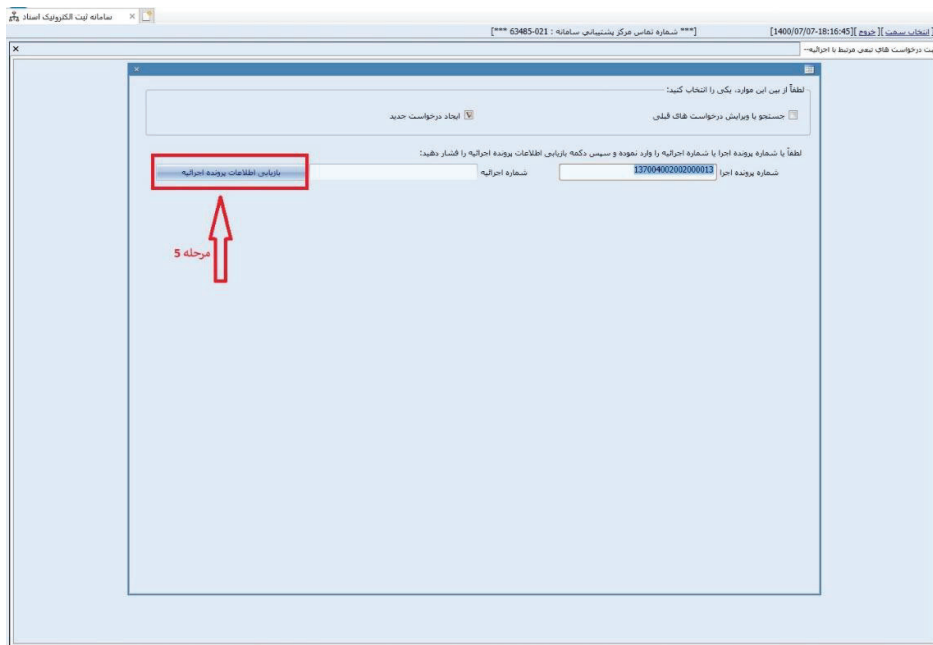 سامانه ثبت الکترونیک اسناد
[انتخاب سمت][خروج][1400/07/07-18:16:45]
[*** شماره تماس مرکز پشتیبانی سامانه : 021-63485 ***]
ثبت درخواست های تبعی مرتبط با اجرائیه--
لطفاً از بین این موارد، یکی را انتخاب کنید:
جستجو یا ویرایش درخواست های قبلی
ایجاد درخواست جدید
لطفاً یا شماره پرونده اجرا یا شماره اجرائیه را وارد نموده و سپس دکمه بازیابی اطلاعات پرونده اجرائیه را فشار دهید:
شماره پرونده اجرا 137004002002000013 شماره اجرائیه بازیابی اطلاعات پرونده اجرائیه
مرحله 5